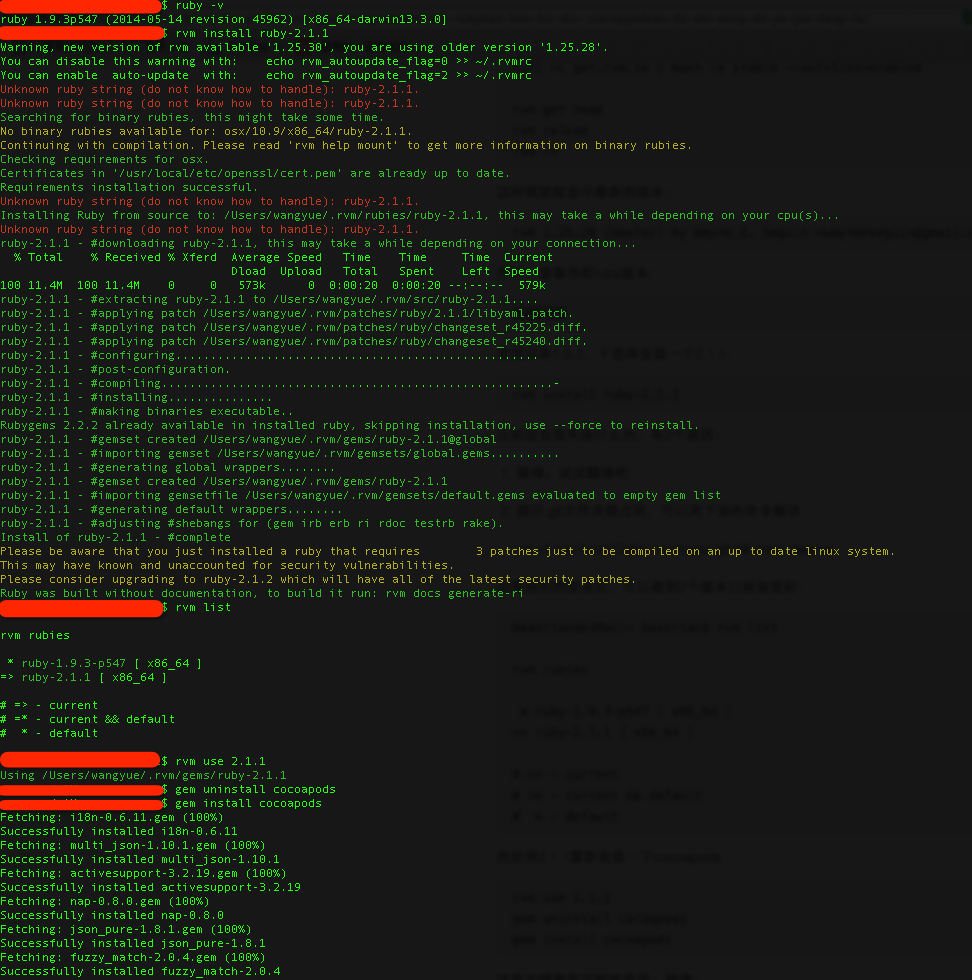 $ ruby -v
ruby 1.9.3p547 (2014-05-14 revision 45962) [x86_64-darwin13.3.0]
$ rvm install ruby-2.1.1
Warning, new version of rvm available '1.25.30', you are using older version '1.25.28'.
You can disable this warning with:    echo rvm_autoupdate_flag=0 >> ~/.rvmrc
You can enable  auto-update  with:    echo rvm_autoupdate_flag=2 >> ~/.rvmrc
Unknown ruby string (do not know how to handle): ruby-2.1.1.
Unknown ruby string (do not know how to handle): ruby-2.1.1.
Searching for binary rubies, this might take some time.
No binary rubies available for: osx/10.9/x86_64/ruby-2.1.1.
Continuing with compilation. Please read 'rvm help mount' to get more information on binary rubies.
Checking requirements for osx.
Certificates in '/usr/local/etc/openssl/cert.pem' are already up to date.
Requirements installation successful.
Unknown ruby string (do not know how to handle): ruby-2.1.1.
Installing Ruby from source to: /Users/wangyue/.rvm/rubies/ruby-2.1.1, this may take a while depending on your cpu(s)...
Unknown ruby string (do not know how to handle): ruby-2.1.1.
ruby-2.1.1 - #downloading ruby-2.1.1, this may take a while depending on your connection...
  % Total    % Received % Xferd  Average Speed   Time    Time     Time  Current
                                 Dload  Upload   Total   Spent    Left  Speed
100 11.4M  100 11.4M    0     0   573k      0  0:00:20  0:00:20 --:--:--  579k
ruby-2.1.1 - #extracting ruby-2.1.1 to /Users/wangyue/.rvm/src/ruby-2.1.1....
ruby-2.1.1 - #applying patch /Users/wangyue/.rvm/patches/ruby/2.1.1/libyaml.patch.
ruby-2.1.1 - #applying patch /Users/wangyue/.rvm/patches/ruby/changeset_r45225.diff.
ruby-2.1.1 - #applying patch /Users/wangyue/.rvm/patches/ruby/changeset_r45240.diff.
ruby-2.1.1 - #configuring....................................................
ruby-2.1.1 - #post-configuration.
ruby-2.1.1 - #compiling........................................................-
ruby-2.1.1 - #installing...............
ruby-2.1.1 - #making binaries executable..
Rubygems 2.2.2 already available in installed ruby, skipping installation, use --force to reinstall.
ruby-2.1.1 - #gemset created /Users/wangyue/.rvm/gems/ruby-2.1.1@global
ruby-2.1.1 - #importing gemset /Users/wangyue/.rvm/gemsets/global.gems..........
ruby-2.1.1 - #generating global wrappers........
ruby-2.1.1 - #gemset created /Users/wangyue/.rvm/gems/ruby-2.1.1
ruby-2.1.1 - #importing gemsetfile /Users/wangyue/.rvm/gemsets/default.gems evaluated to empty gem list
ruby-2.1.1 - #generating default wrappers........
ruby-2.1.1 - #adjusting #shebangs for (gem irb erb ri rdoc testrb rake).
Install of ruby-2.1.1 - #complete
Please be aware that you just installed a ruby that requires        3 patches just to be compiled on an up to date linux system.
This may have known and unaccounted for security vulnerabilities.
Please consider upgrading to ruby-2.1.2 which will have all of the latest security patches.
Ruby was built without documentation, to build it run: rvm docs generate-ri
$ rvm list
rvm rubies
 * ruby-1.9.3-p547 [ x86_64 ]
=> ruby-2.1.1 [ x86_64 ]
# => - current
# =* - current && default
#  * - default
$ rvm use 2.1.1
Using /Users/wangyue/.rvm/gems/ruby-2.1.1
$ gem uninstall cocoapods
$ gem install cocoapods
Fetching: i18n-0.6.11.gem (100%)
Successfully installed i18n-0.6.11
Fetching: multi_json-1.10.1.gem (100%)
Successfully installed multi_json-1.10.1
Fetching: activesupport-3.2.19.gem (100%)
Successfully installed activesupport-3.2.19
Fetching: nap-0.8.0.gem (100%)
Successfully installed nap-0.8.0
Fetching: json_pure-1.8.1.gem (100%)
Successfully installed json_pure-1.8.1
Fetching: fuzzy_match-2.0.4.gem (100%)
Successfully installed fuzzy_match-2.0.4